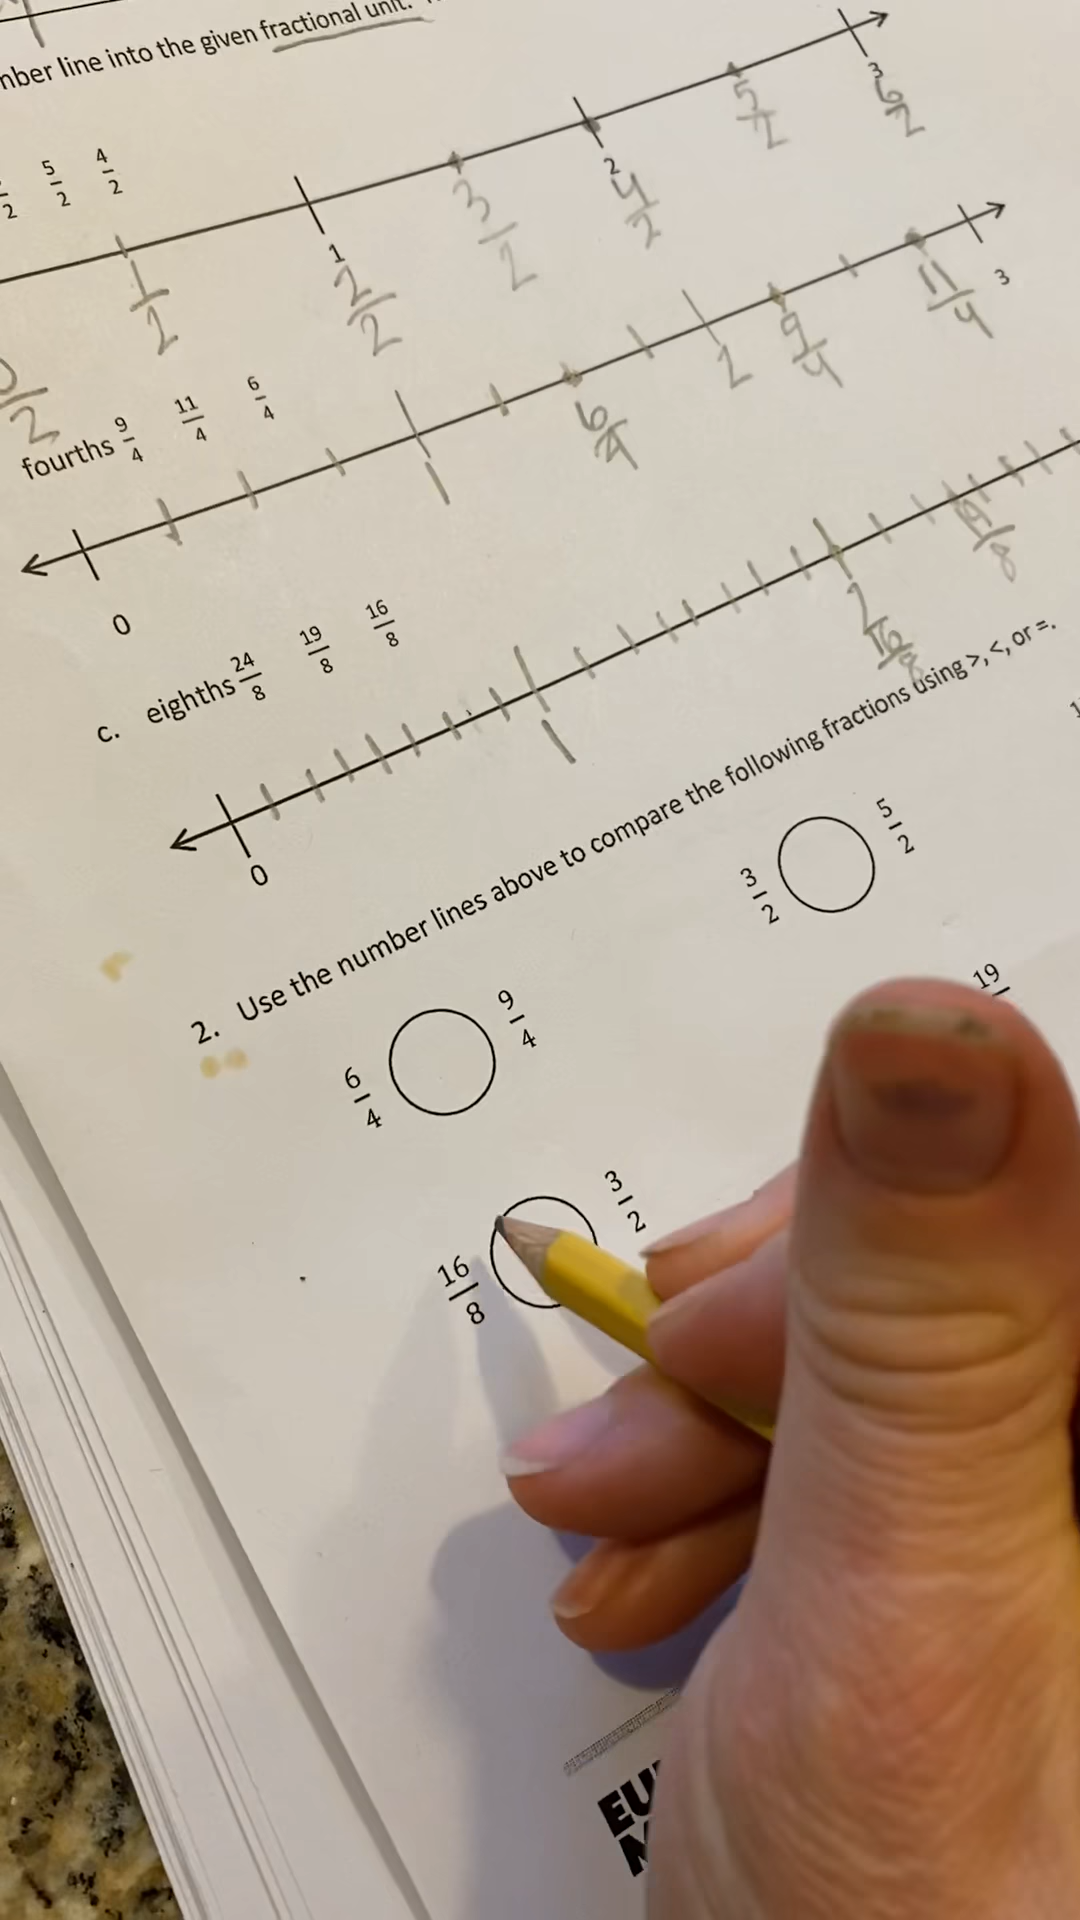 number line into the given fractional unit.
5/2 4/2
1 2 3
1/2 2/2 3/2 4/2 5/2 6/2
fourths 9/4 11/4 6/4
0 1 6/4 2 9/4 11/4 3
c. eighths 24/8 19/8 16/8
0 1 2 16/8
2. Use the number lines above to compare the following fractions using >, <, or =.
6/4 9/4 3/2 5/2
16/8 3/2 19